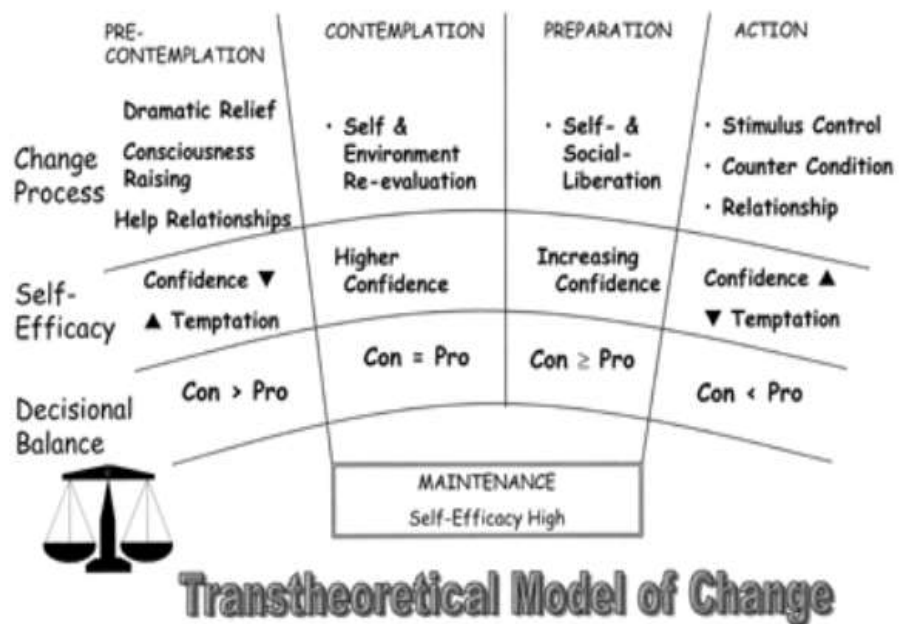 PRE-
CONTEMPLATION
CONTEMPLATION
PREPARATION
ACTION
Change
Process
Dramatic Relief
Consciousness
Raising
Help Relationships
· Self &
Environment
Re-evaluation
· Self- &
Social-
Liberation
· Stimulus Control
· Counter Condition
· Relationship
Self-
Efficacy
Confidence ▼
▲ Temptation
Higher
Confidence
Increasing
Confidence
Confidence ▲
▼ Temptation
Decisional
Balance
Con > Pro
Con = Pro
Con ≥ Pro
Con < Pro
MAINTENANCE
Self-Efficacy High
Transtheoretical Model of Change